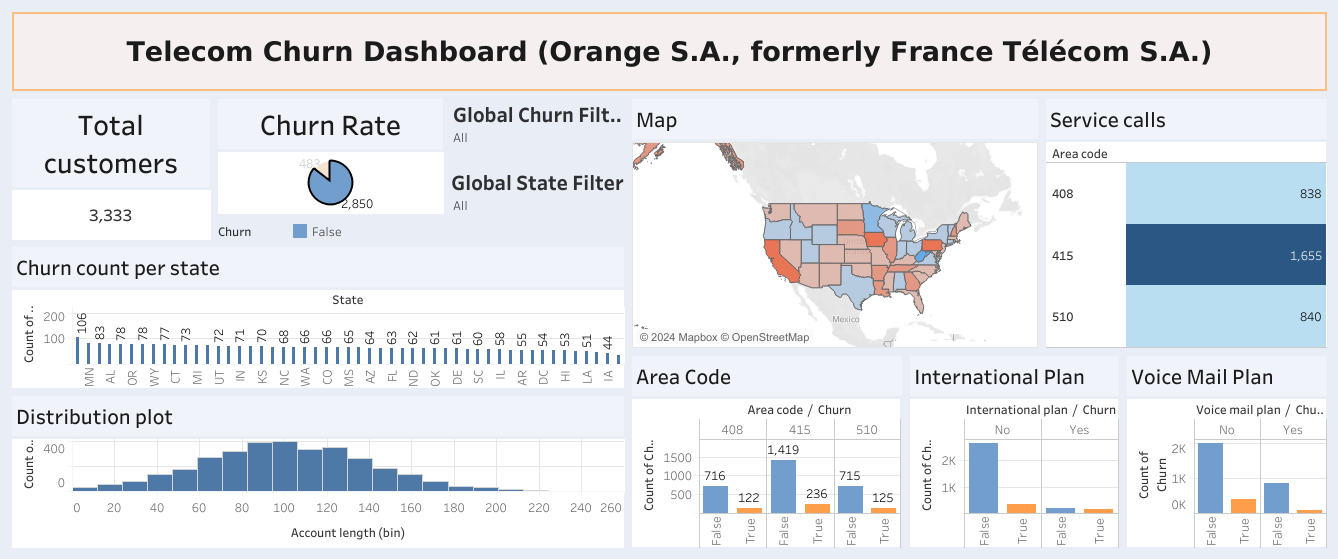 Telecom Churn Dashboard (Orange S.A., formerly France Télécom S.A.)
Total
customers
3,333
Churn Rate
483
2,850
Churn
False
Global Churn Filt..
All
Global State Filter
All
Map
Mexico
© 2024 Mapbox © OpenStreetMap
Service calls
Area code
408
838
415
1,655
510
840
Churn count per state
State
Count of ..
200
100
106 83 78 78 77 73 72 71 70 68 66 66 65 64 63 62 61 61 60 58 55 54 53 51 44
MN AL OR WY CT MI UT IN KS NC WA CO MS AZ FL ND OK DE SC IL AR DC HI LA IA
Distribution plot
Count o..
400
0
0 20 40 60 80 100 120 140 160 180 200 220 240 260
Account length (bin)
Area Code
Area code / Churn
408 415 510
Count of Ch..
1500
1000
500
716 122 1,419 236 715 125
False True False True False True
International Plan
International plan / Churn
No Yes
Count of Ch..
2K
1K
False True False True
Voice Mail Plan
Voice mail plan / Chu..
No Yes
Count of
Churn
2K
1K
0K
False True False True